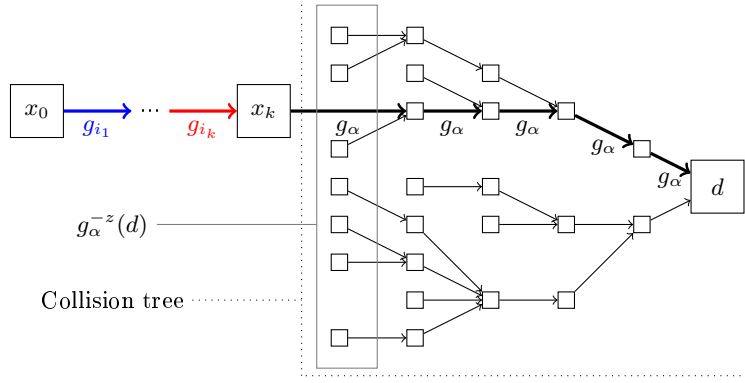 x_0
g_{i_1}
...
g_{i_k}
x_k
g_α
g_α
g_α
g_α
g_α
d
g_α^{-z}(d)
Collision tree